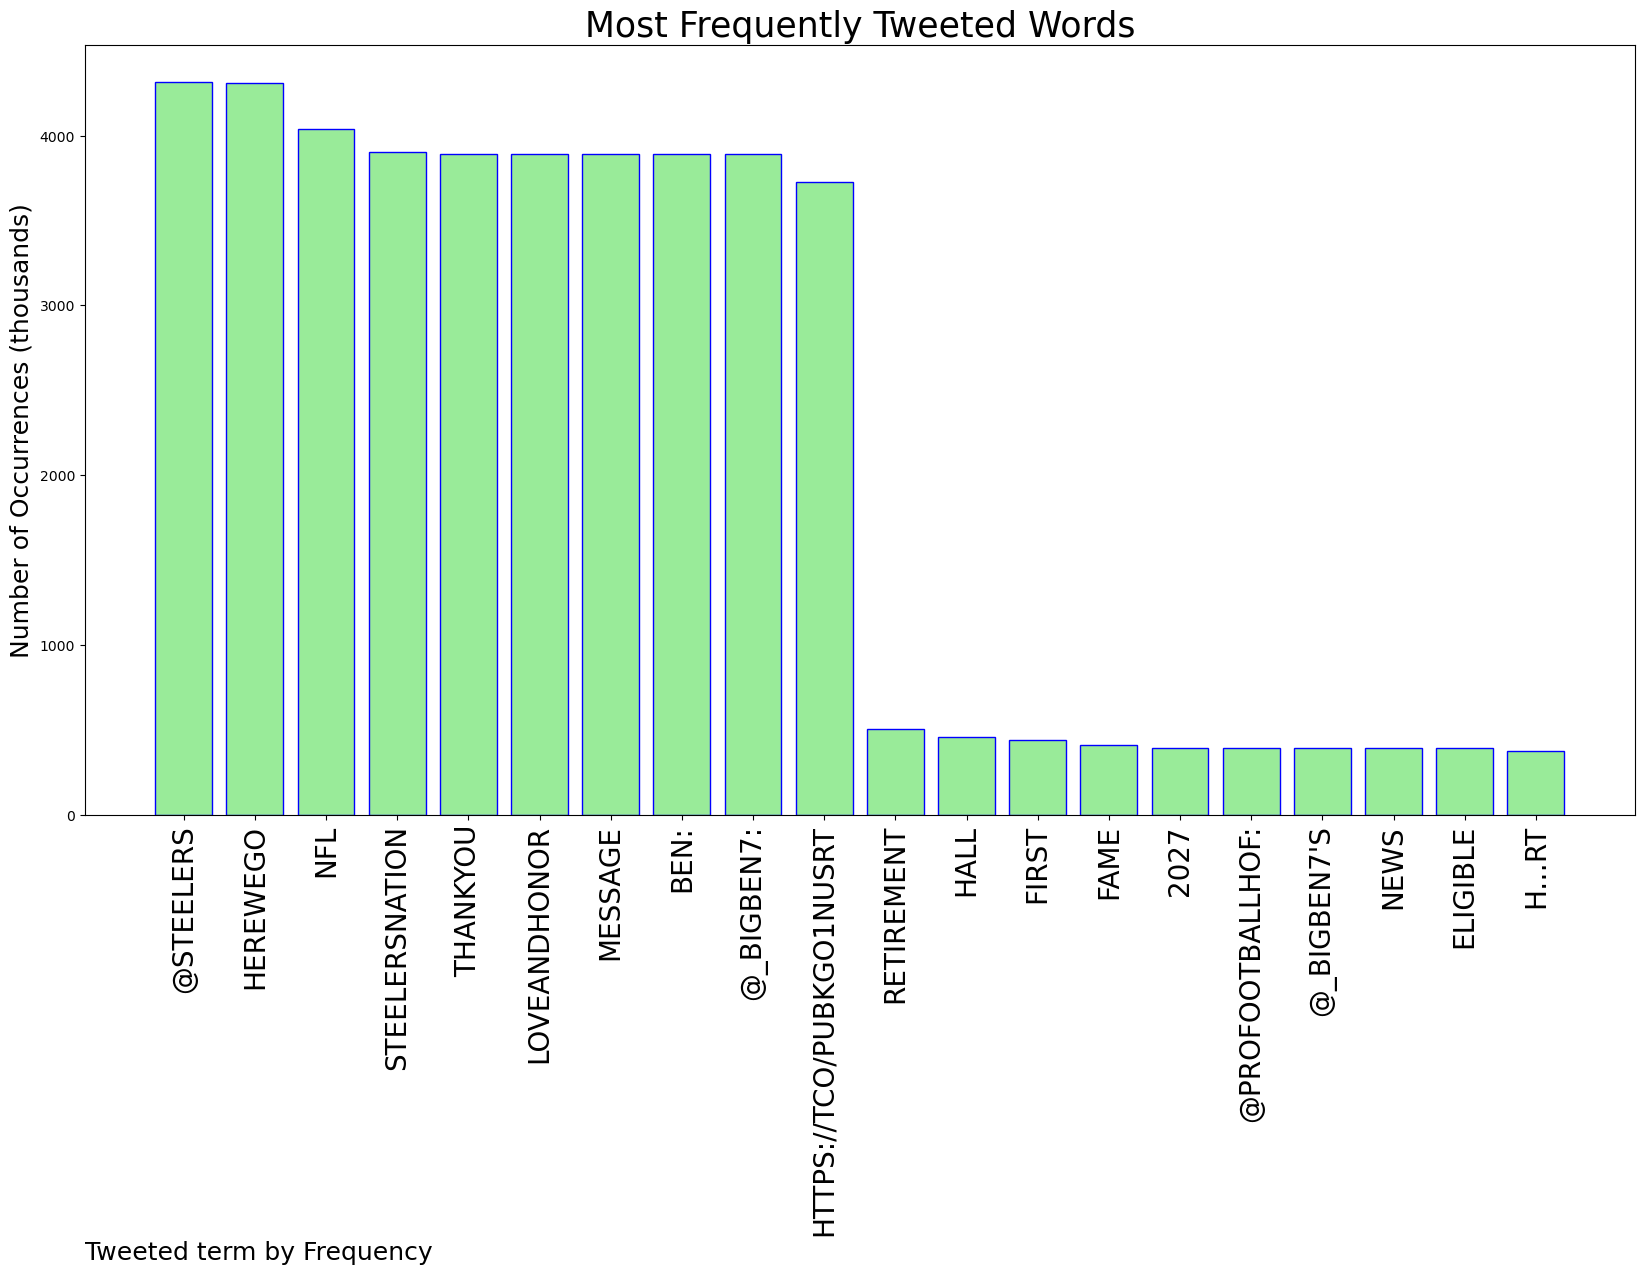 Most Frequently Tweeted Words
Number of Occurrences (thousands)
4000
3000
2000
1000
0
@STEELERS
HEREWEGO
NFL
STEELERSNATION
THANKYOU
LOVEANDHONOR
MESSAGE
BEN:
@_BIGBEN7:
HTTPS://TCO/PUBKGO1NUSRT
RETIREMENT
HALL
FIRST
FAME
2027
@PROFOOTBALLHOF:
@_BIGBEN7'S
NEWS
ELIGIBLE
H...RT
Tweeted term by Frequency